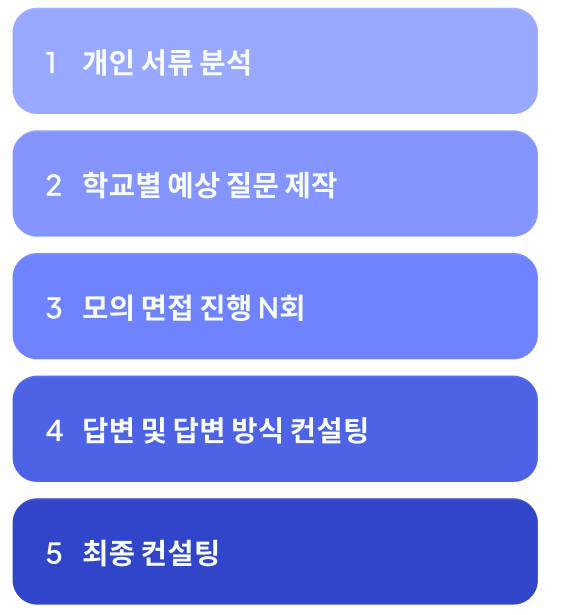 1 개인 서류 분석
2 학교별 예상 질문 제작
3 모의 면접 진행 N회
4 답변 및 답변 방식 컨설팅
5 최종 컨설팅